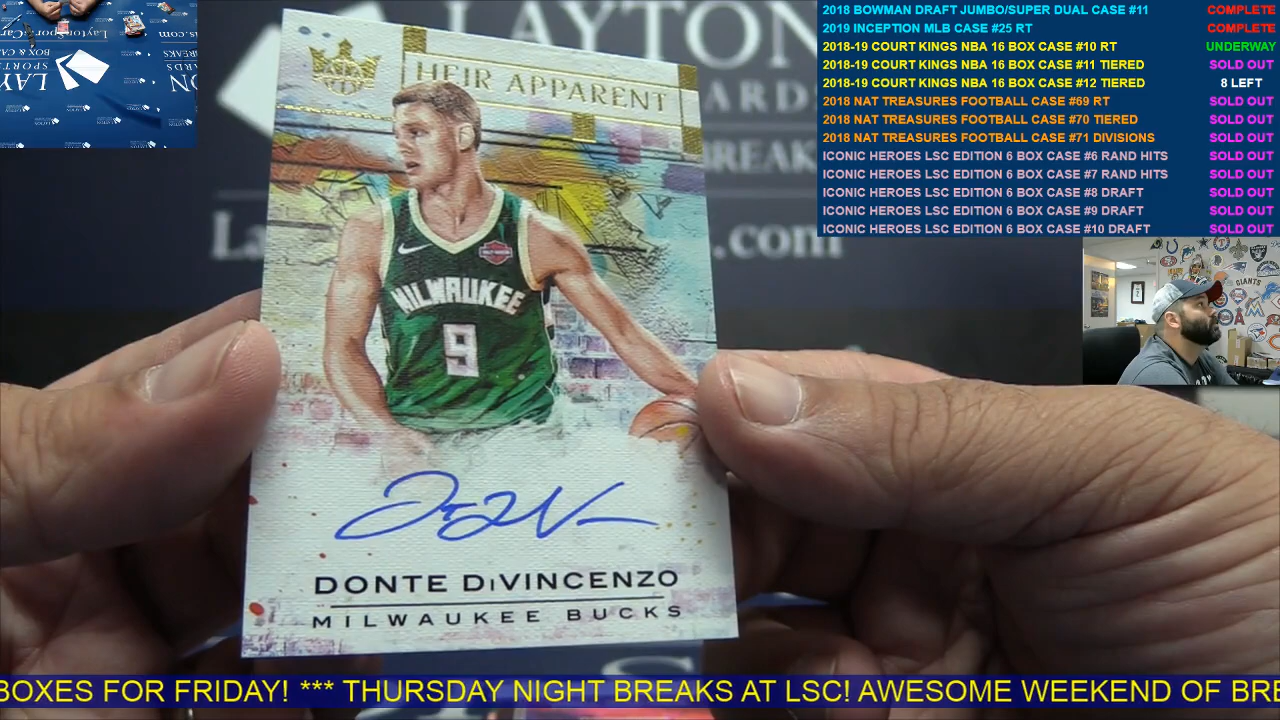 2018 BOWMAN DRAFT JUMBO/SUPER DUAL CASE #11 COMPLETE
2019 INCEPTION MLB CASE #25 RT COMPLETE
2018-19 COURT KINGS NBA 16 BOX CASE #10 RT UNDERWAY
2018-19 COURT KINGS NBA 16 BOX CASE #11 TIERED SOLD OUT
2018-19 COURT KINGS NBA 16 BOX CASE #12 TIERED 8 LEFT
2018 NAT TREASURES FOOTBALL CASE #69 RT SOLD OUT
2018 NAT TREASURES FOOTBALL CASE #70 TIERED SOLD OUT
2018 NAT TREASURES FOOTBALL CASE #71 DIVISIONS SOLD OUT
ICONIC HEROES LSC EDITION 6 BOX CASE #6 RAND HITS SOLD OUT
ICONIC HEROES LSC EDITION 6 BOX CASE #7 RAND HITS SOLD OUT
ICONIC HEROES LSC EDITION 6 BOX CASE #8 DRAFT SOLD OUT
ICONIC HEROES LSC EDITION 6 BOX CASE #9 DRAFT SOLD OUT
ICONIC HEROES LSC EDITION 6 BOX CASE #10 DRAFT SOLD OUT
LAYTON
ARDS
BREAK
La
.com
HEIR APPARENT
MILWAUKEE
9
DONTE DiVINCENZO
MILWAUKEE BUCKS
GIANTS
BOXES FOR FRIDAY! *** THURSDAY NIGHT BREAKS AT LSC! AWESOME WEEKEND OF BRE